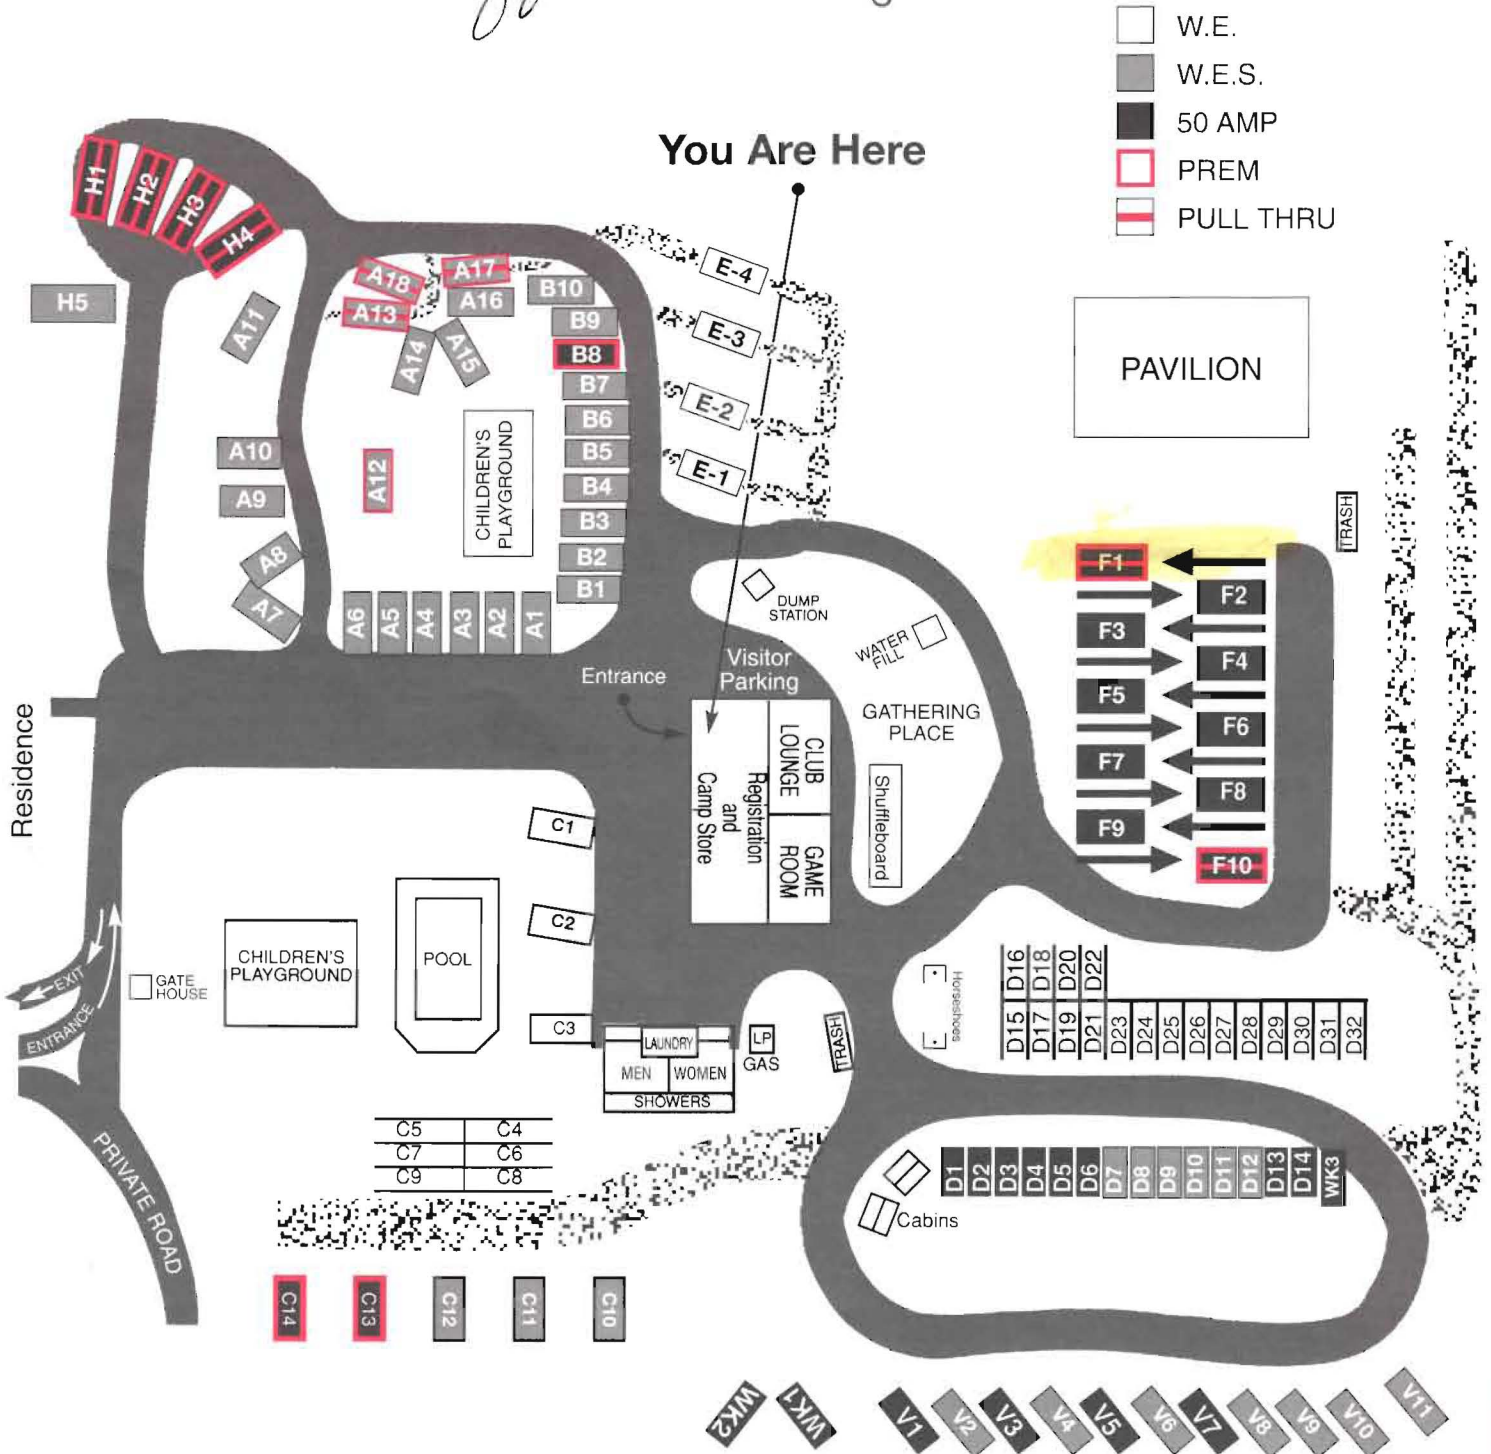 W.E.
W.E.S.
50 AMP
PREM
PULL THRU
You Are Here
H1
H2
H3
H4
H5
A18
A17
A13
A16
A14
A15
A11
A10
A9
A8
A7
A12
A6
A5
A4
A3
A2
A1
B10
B9
B8
B7
B6
B5
B4
B3
B2
B1
CHILDREN'S
PLAYGROUND
E-4
E-3
E-2
E-1
PAVILION
TRASH
F1
F2
F3
F4
F5
F6
F7
F8
F9
F10
DUMP
STATION
WATER
FILL
GATHERING
PLACE
Shuffleboard
Entrance
Visitor
Parking
Registration
and
Camp Store
CLUB
LOUNGE
GAME
ROOM
Residence
C1
C2
C3
CHILDREN'S
PLAYGROUND
POOL
GATE
HOUSE
EXIT
ENTRANCE
PRIVATE ROAD
LAUNDRY
MEN
WOMEN
SHOWERS
LP
GAS
TRASH
Horseshoes
D16
D18
D20
D22
D15
D17
D19
D21
D23
D24
D25
D26
D27
D28
D29
D30
D31
D32
C5
C4
C7
C6
C9
C8
C14
C13
C12
C11
C10
Cabins
D1
D2
D3
D4
D5
D6
D7
D8
D9
D10
D11
D12
D13
D14
WK3
WK2
WK1
V1
V2
V3
V4
V5
V6
V7
V8
V9
V10
V11